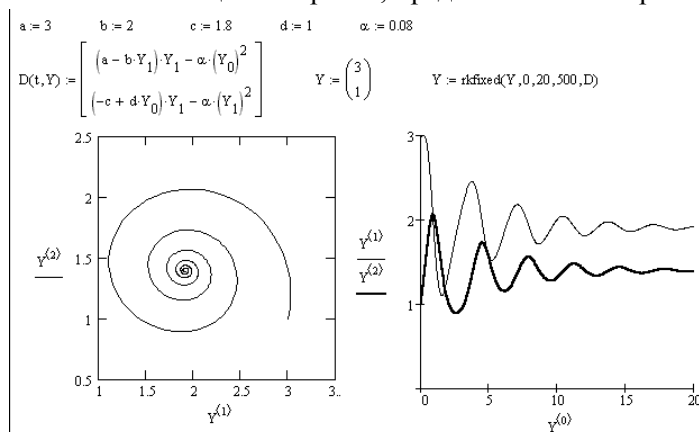 a := 3 b := 2 c := 1.8 d := 1 α := 0.08
D(t,Y) := [ (a − b·Y₁)·Y₁ − α·(Y₀)² (−c + d·Y₀)·Y₁ − α·(Y₁)² ] Y := ( 3 1 ) Y := rkfixed(Y,0,20,500,D)
2.5
2
Y⟨2⟩ 1.5
1
0.5
1 1.5 2 2.5 3 3..
Y⟨1⟩
3
2
Y⟨1⟩
Y⟨2⟩
1
0 5 10 15 20
Y⟨0⟩